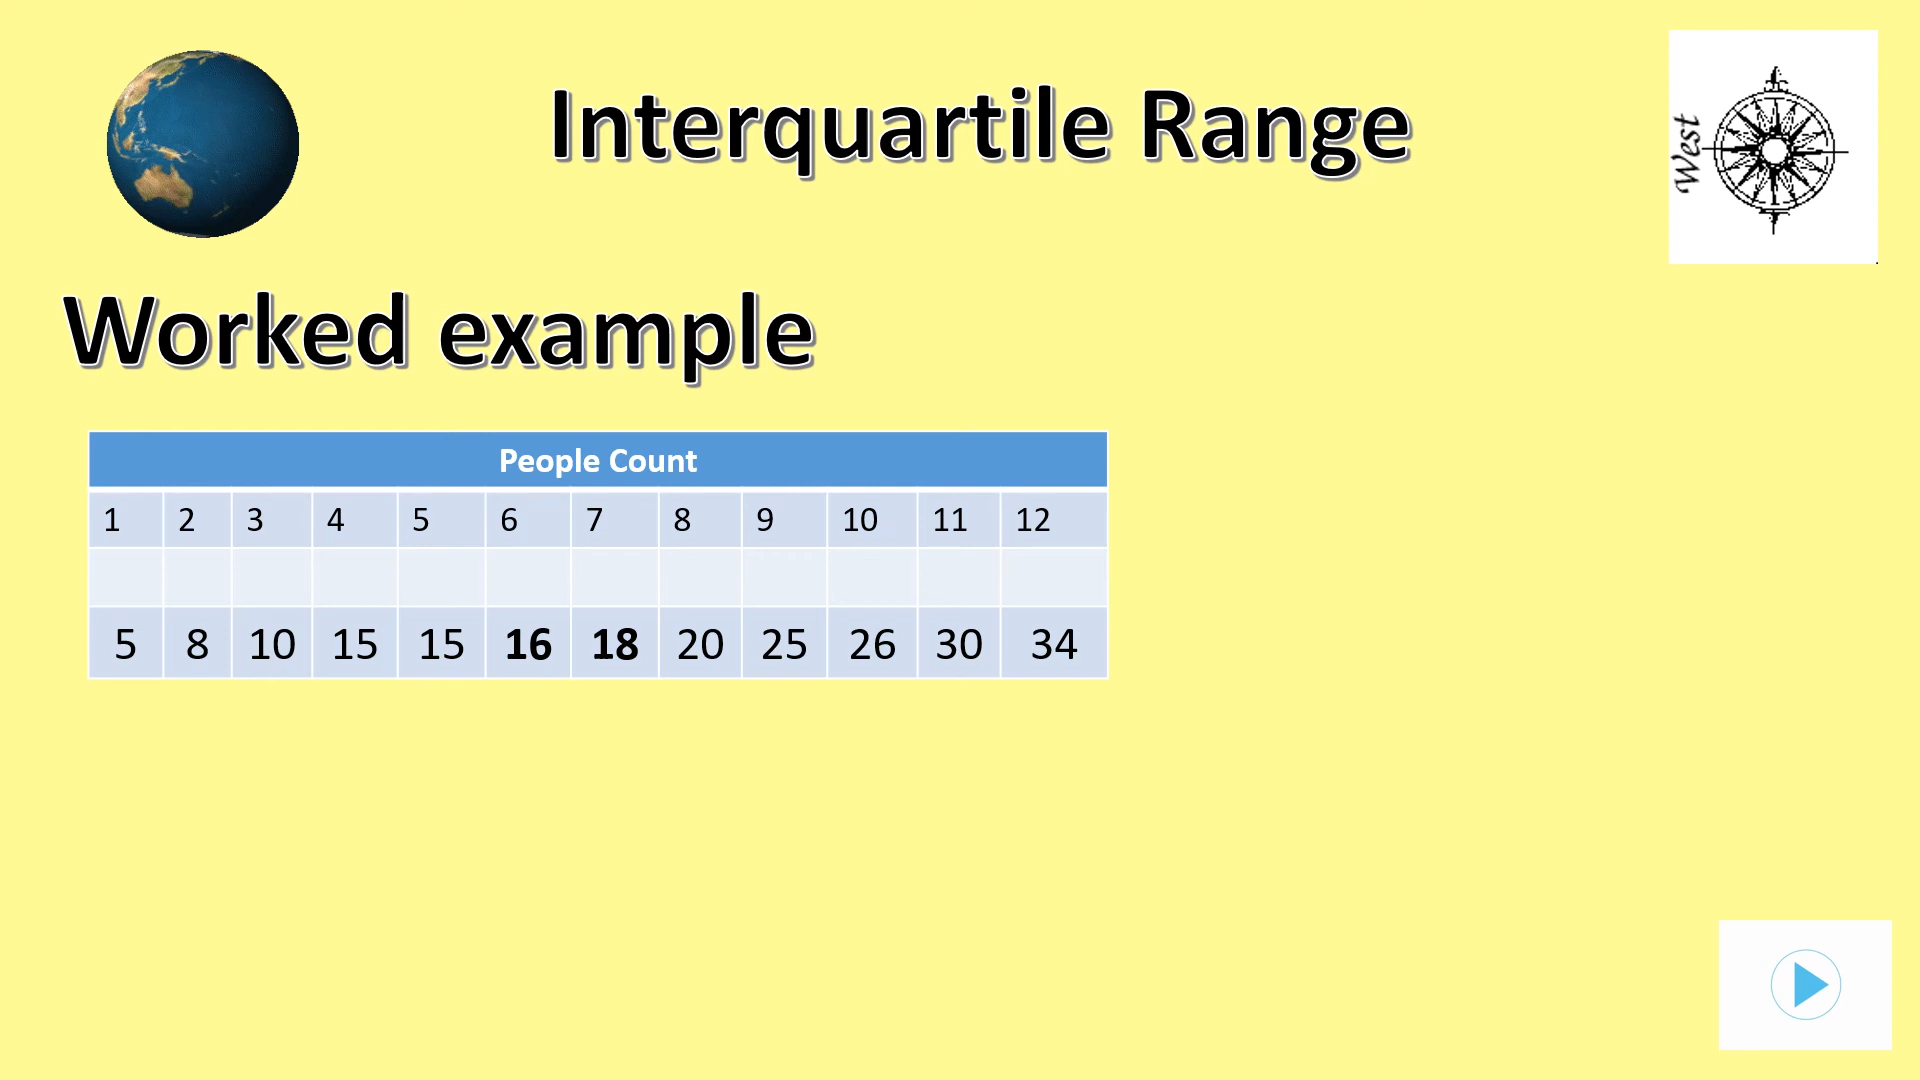 Interquartile Range
West
Worked example
People Count
1 2 3 4 5 6 7 8 9 10 11 12
5 8 10 15 15 16 18 20 25 26 30 34